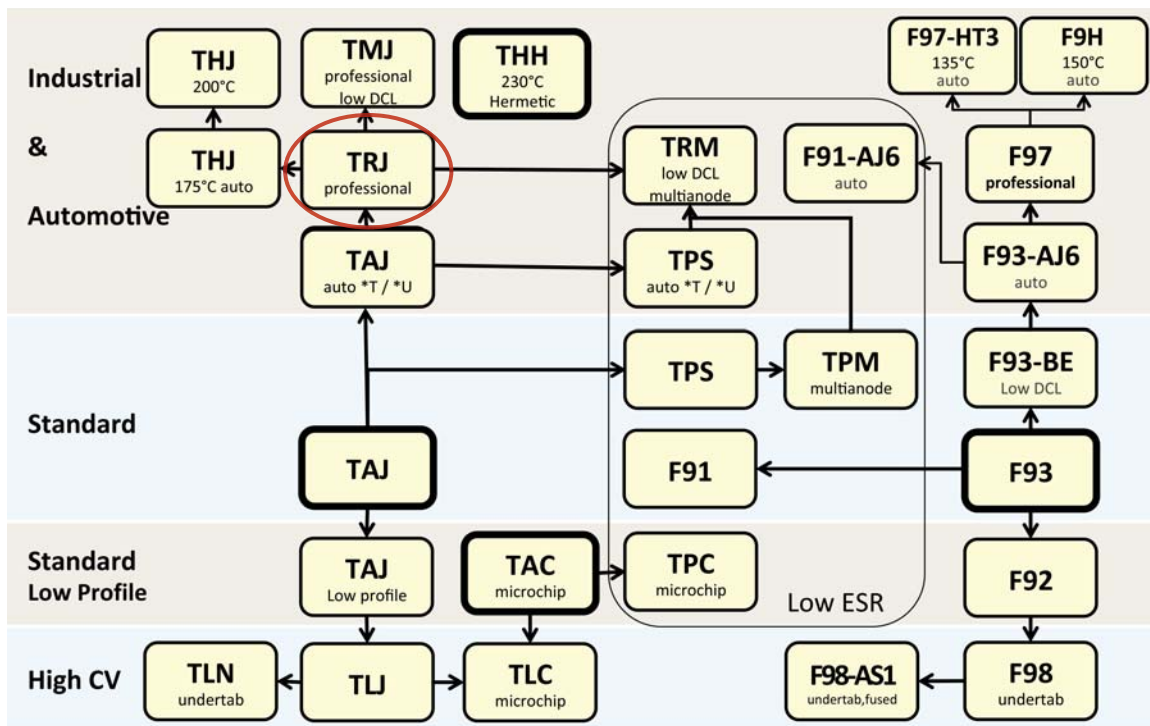 Industrial
&
Automotive
THJ
200°C
TMJ
professional
low DCL
THH
230°C
Hermetic
F97-HT3
135°C
auto
F9H
150°C
auto
THJ
175°C auto
TRJ
professional
TRM
low DCL
multianode
F91-AJ6
auto
F97
professional
TAJ
auto *T / *U
TPS
auto *T / *U
F93-AJ6
auto
Standard
TPS
TPM
multianode
F93-BE
Low DCL
TAJ
F91
F93
Standard
Low Profile
TAJ
Low profile
TAC
microchip
TPC
microchip
Low ESR
F92
High CV
TLN
undertab
TLJ
TLC
microchip
F98-AS1
undertab,fused
F98
undertab